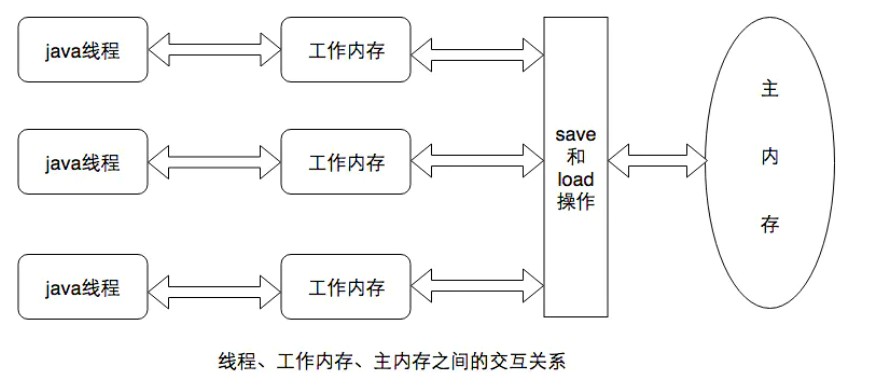 java线程
工作内存
java线程
工作内存
java线程
工作内存
save
和
load
操作
主
内
存
线程、工作内存、主内存之间的交互关系